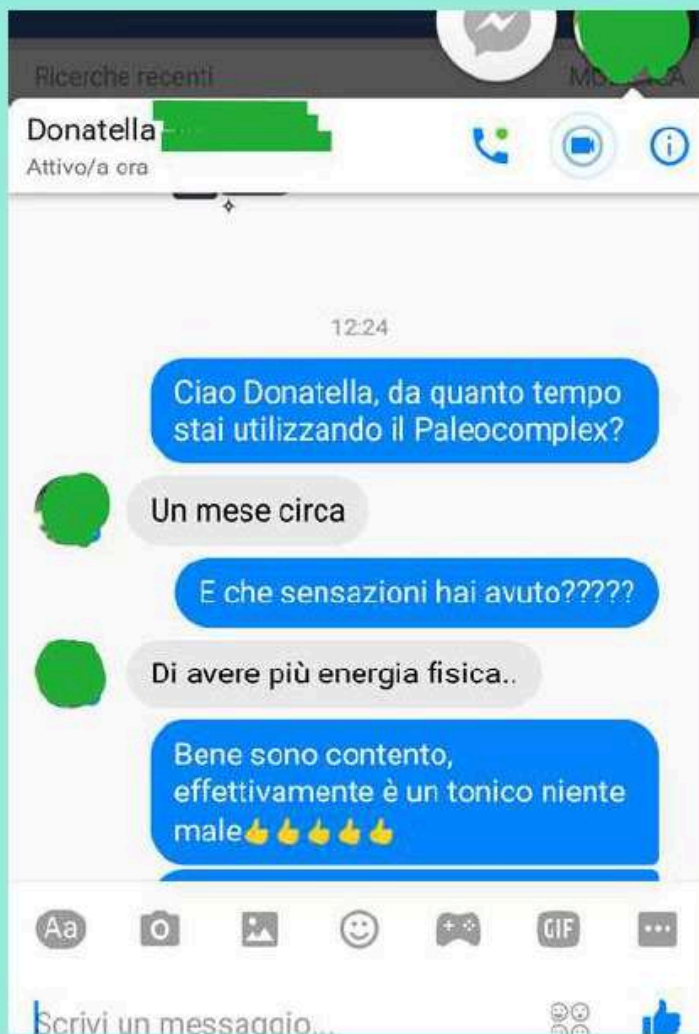 Ricerche recenti
Donatella
Attivo/a ora
12:24
Ciao Donatella, da quanto tempo
stai utilizzando il Paleocomplex?
Un mese circa
E che sensazioni hai avuto?????
Di avere più energia fisica..
Bene sono contento,
effettivamente è un tonico niente
male👍👍👍👍👍
Aa
GIF
Scrivi un messaggio...